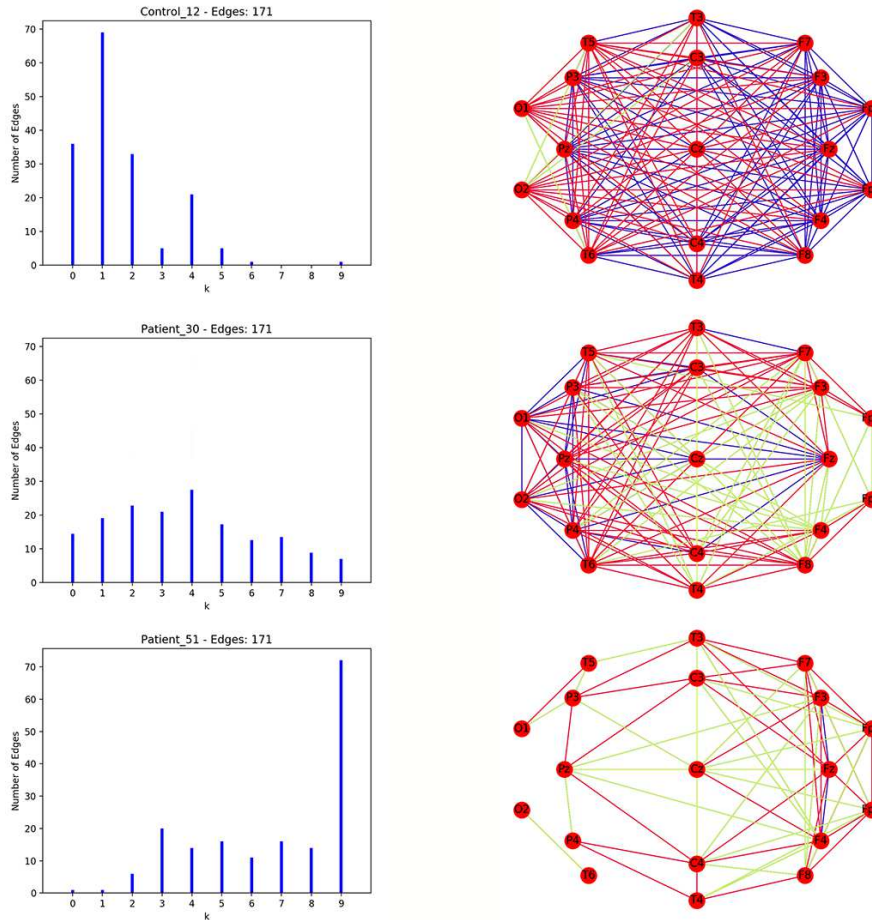 Control_12 - Edges: 171
Number of Edges
70
60
50
40
30
20
10
0
0 1 2 3 4 5 6 7 8 9
k
T3
T5 F7
C3
P3 F3
O1 Fp
Pz Cz Fz
O2 Fp
P4 F4
C4
T6 F8
T4
Patient_30 - Edges: 171
Number of Edges
70
60
50
40
30
20
10
0
0 1 2 3 4 5 6 7 8 9
k
T3
T5 F7
C3
P3 F3
O1 Fp
Pz Cz Fz
O2 Fp
P4 F4
C4
T6 F8
T4
Patient_51 - Edges: 171
Number of Edges
70
60
50
40
30
20
10
0
0 1 2 3 4 5 6 7 8 9
k
T3
T5 F7
C3
P3 F3
O1 Fp
Pz Cz Fz
O2 Fp
P4 F4
C4
T6 F8
T4